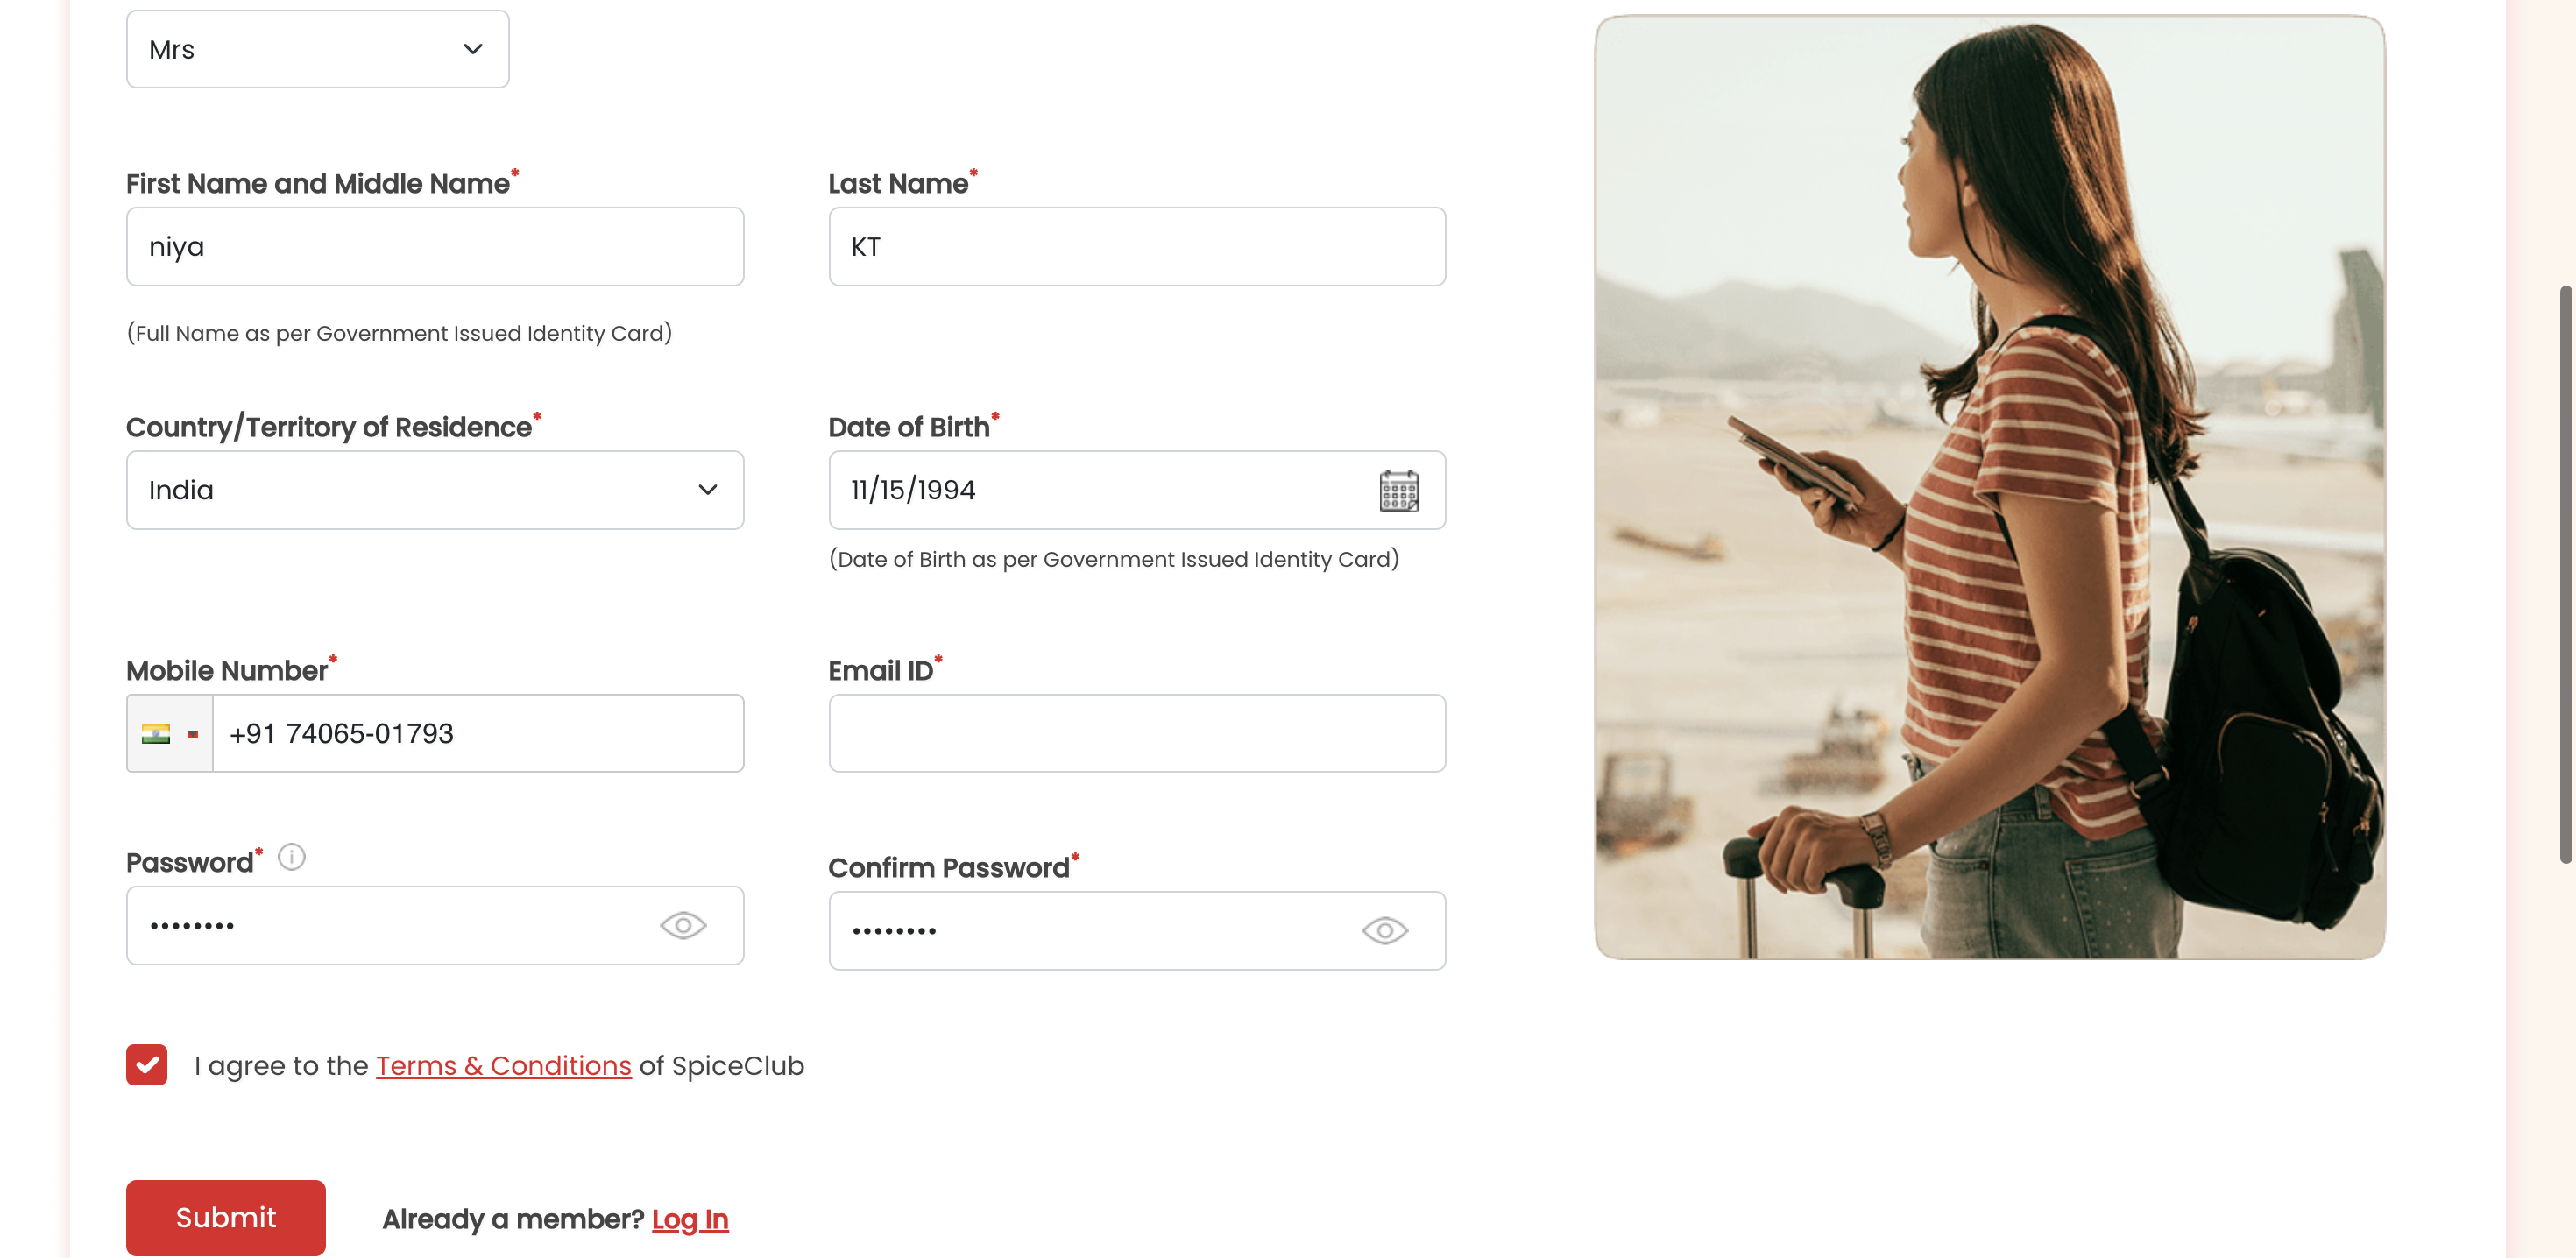 Mrs
First Name and Middle Name*
Last Name*
niya
KT
(Full Name as per Government Issued Identity Card)
Country/Territory of Residence*
Date of Birth*
India
11/15/1994
(Date of Birth as per Government Issued Identity Card)
Mobile Number*
Email ID*
+91 74065-01793
Password*
Confirm Password*
••••••••
••••••••
I agree to the Terms & Conditions of SpiceClub
Submit
Already a member? Log In